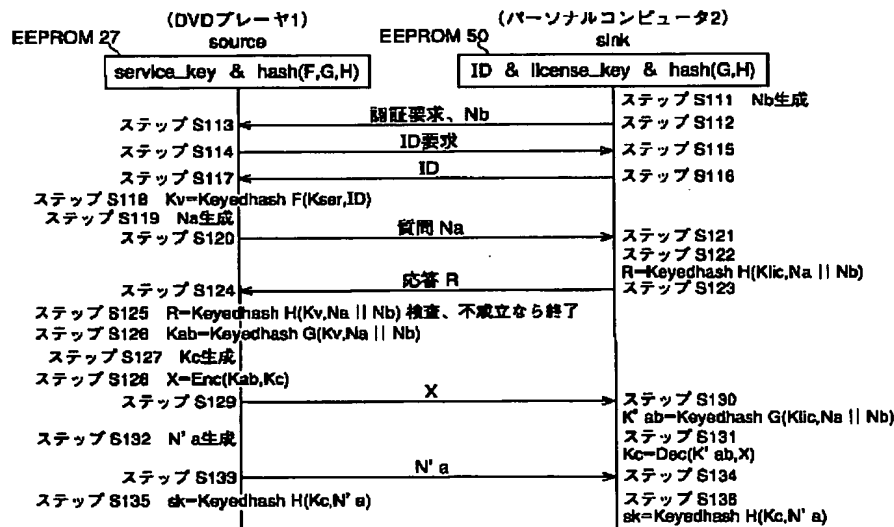 (DVDプレーヤ1) (パーソナルコンピュータ2)
EEPROM 27 source EEPROM 50 sink
service_key & hash(F,G,H) ID & license_key & hash(G,H)
ステップ S111 Nb生成
ステップ S113 認証要求、Nb ステップ S112
ステップ S114 ID要求 ステップ S115
ステップ S117 ID ステップ S116
ステップ S118 Kv=Keyedhash F(Kser,ID)
ステップ S119 Na生成
ステップ S120 質問 Na ステップ S121
ステップ S122
R=Keyedhash H(Klic,Na || Nb)
ステップ S124 応答 R ステップ S123
ステップ S125 R=Keyedhash H(Kv,Na || Nb) 検査、不成立なら終了
ステップ S126 Kab=Keyedhash G(Kv,Na || Nb)
ステップ S127 Kc生成
ステップ S128 X=Enc(Kab,Kc)
ステップ S129 X ステップ S130
K' ab=Keyedhash G(Klic,Na || Nb)
ステップ S132 N' a生成 ステップ S131
Kc=Dec(K' ab,X)
ステップ S133 N' a ステップ S134
ステップ S135 sk=Keyedhash H(Kc,N' a) ステップ S136
sk=Keyedhash H(Kc,N' a)